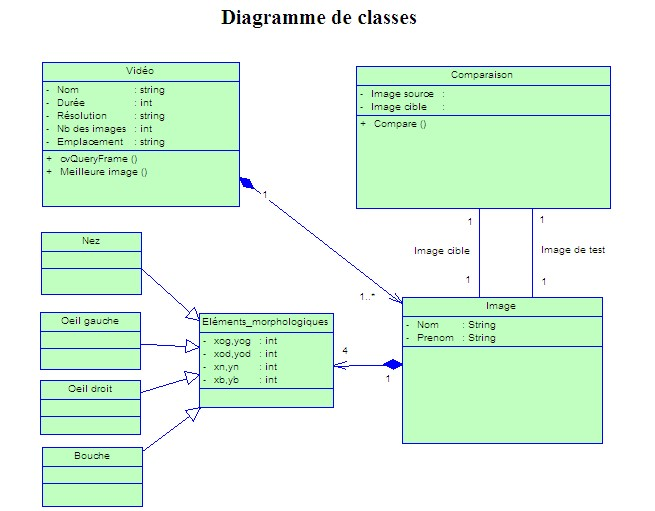 Diagramme de classes
Vidéo
- Nom : string
- Durée : int
- Résolution : string
- Nb des images : int
- Emplacement : string
+ cvQueryFrame ()
+ Meilleure image ()
Comparaison
- Image source :
- Image cible :
+ Compare ()
1
1..*
1
1
Image cible
Image de test
1
1
Nez
Oeil gauche
Oeil droit
Bouche
Eléments_morphologiques
- xog,yog : int
- xod,yod : int
- xn,yn : int
- xb,yb : int
4
1
Image
- Nom : String
- Prenom : String